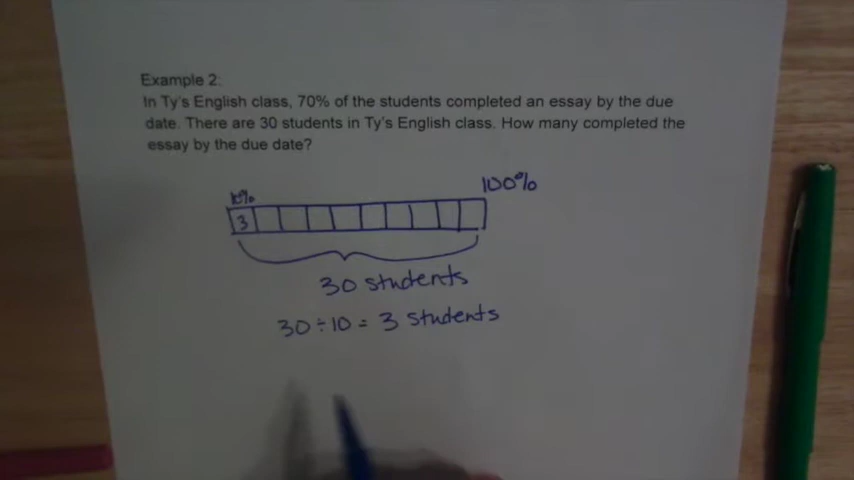 Example 2:
In Ty's English class, 70% of the students completed an essay by the due
date. There are 30 students in Ty's English class. How many completed the
essay by the due date?
10%
100%
3
30 students
30 ÷ 10 = 3 students